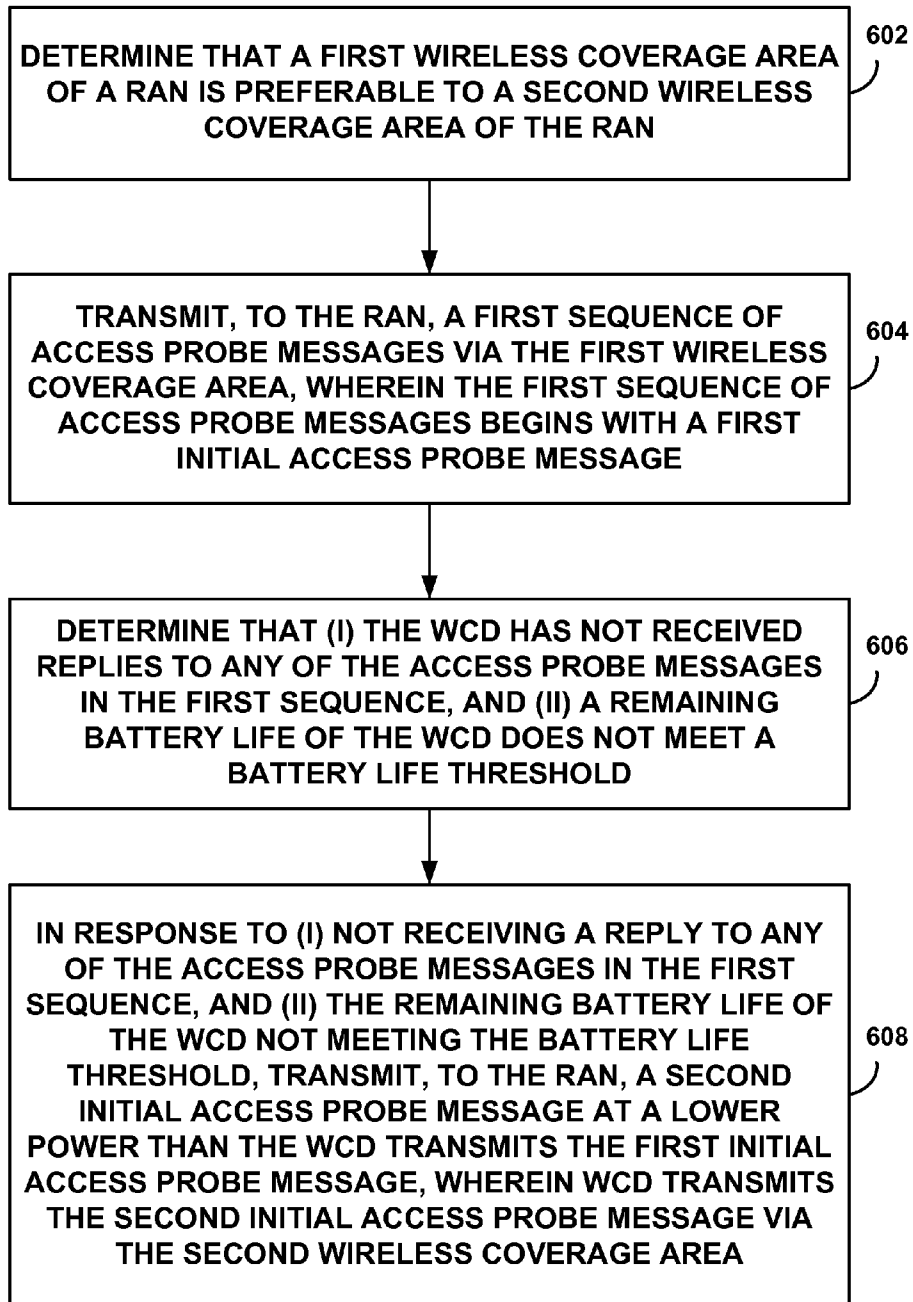 DETERMINE THAT A FIRST WIRELESS COVERAGE AREA
OF A RAN IS PREFERABLE TO A SECOND WIRELESS
COVERAGE AREA OF THE RAN
602
TRANSMIT, TO THE RAN, A FIRST SEQUENCE OF
ACCESS PROBE MESSAGES VIA THE FIRST WIRELESS
COVERAGE AREA, WHEREIN THE FIRST SEQUENCE OF
ACCESS PROBE MESSAGES BEGINS WITH A FIRST
INITIAL ACCESS PROBE MESSAGE
604
DETERMINE THAT (I) THE WCD HAS NOT RECEIVED
REPLIES TO ANY OF THE ACCESS PROBE MESSAGES
IN THE FIRST SEQUENCE, AND (II) A REMAINING
BATTERY LIFE OF THE WCD DOES NOT MEET A
BATTERY LIFE THRESHOLD
606
IN RESPONSE TO (I) NOT RECEIVING A REPLY TO ANY
OF THE ACCESS PROBE MESSAGES IN THE FIRST
SEQUENCE, AND (II) THE REMAINING BATTERY LIFE OF
THE WCD NOT MEETING THE BATTERY LIFE
THRESHOLD, TRANSMIT, TO THE RAN, A SECOND
INITIAL ACCESS PROBE MESSAGE AT A LOWER
POWER THAN THE WCD TRANSMITS THE FIRST INITIAL
ACCESS PROBE MESSAGE, WHEREIN WCD TRANSMITS
THE SECOND INITIAL ACCESS PROBE MESSAGE VIA
THE SECOND WIRELESS COVERAGE AREA
608